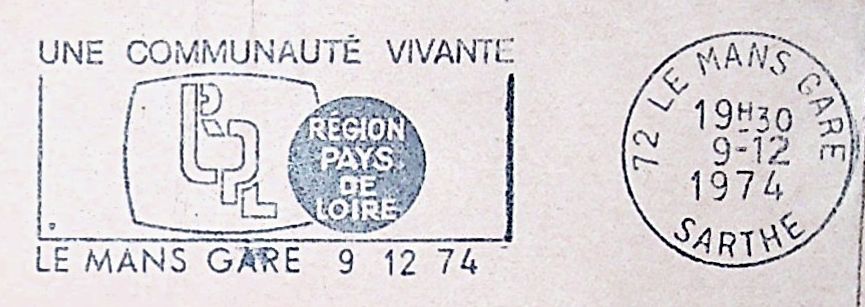 UNE COMMUNAUTÉ VIVANTE
RÉGION
PAYS
DE
LOIRE
LE MANS GARE 9 12 74
72 LE MANS GARE
19H30
9-12
1974
SARTHE